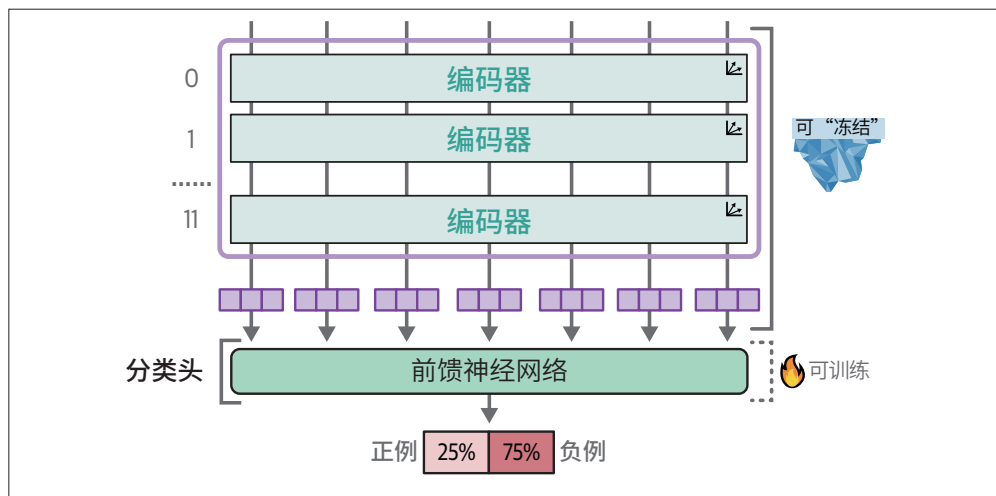 0
编码器
1
编码器
……
11
编码器
可 “冻结”
分类头
前馈神经网络
可训练
正例 25% 75% 负例